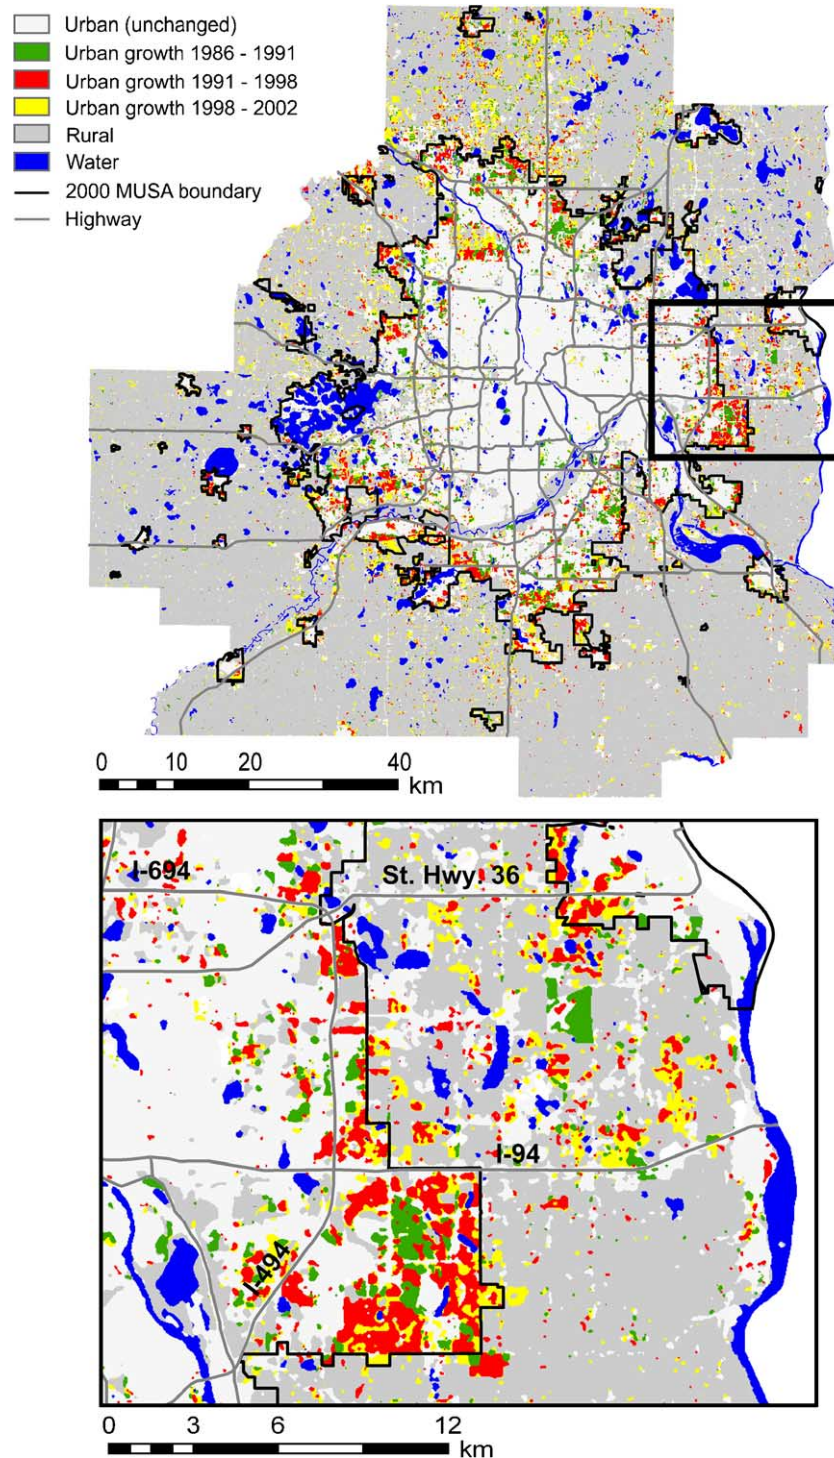 Urban (unchanged)
Urban growth 1986 - 1991
Urban growth 1991 - 1998
Urban growth 1998 - 2002
Rural
Water
2000 MUSA boundary
Highway
0 10 20 40
km
I-694
St. Hwy. 36
I-94
I-494
0 3 6 12
km